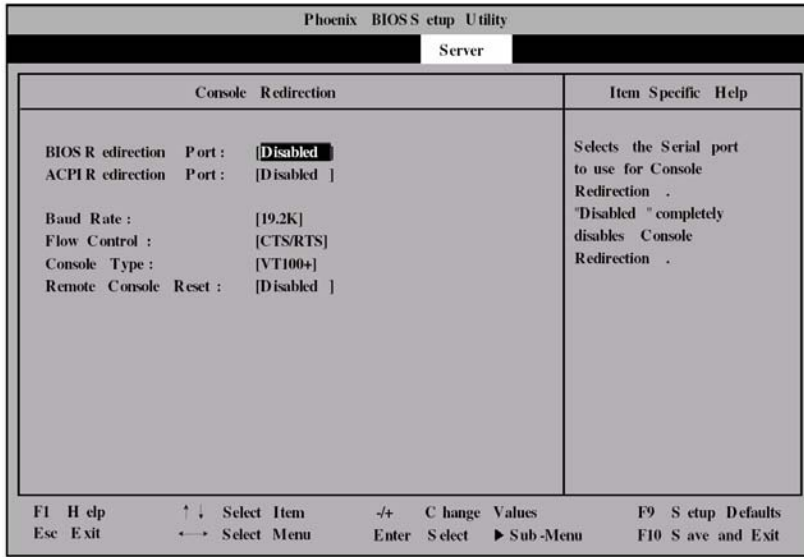 Phoenix BIOS Setup Utility
Server
Console Redirection
BIOS Redirection Port : [Disabled ]
ACPI Redirection Port : [Disabled ]
Baud Rate : [19.2K]
Flow Control : [CTS/RTS]
Console Type : [VT100+]
Remote Console Reset : [Disabled ]
Item Specific Help
Selects the Serial port
to use for Console
Redirection .
"Disabled " completely
disables Console
Redirection .
F1 Help ↑ ↓ Select Item -/+ Change Values F9 Setup Defaults
Esc Exit ←→ Select Menu Enter Select ▶ Sub-Menu F10 Save and Exit